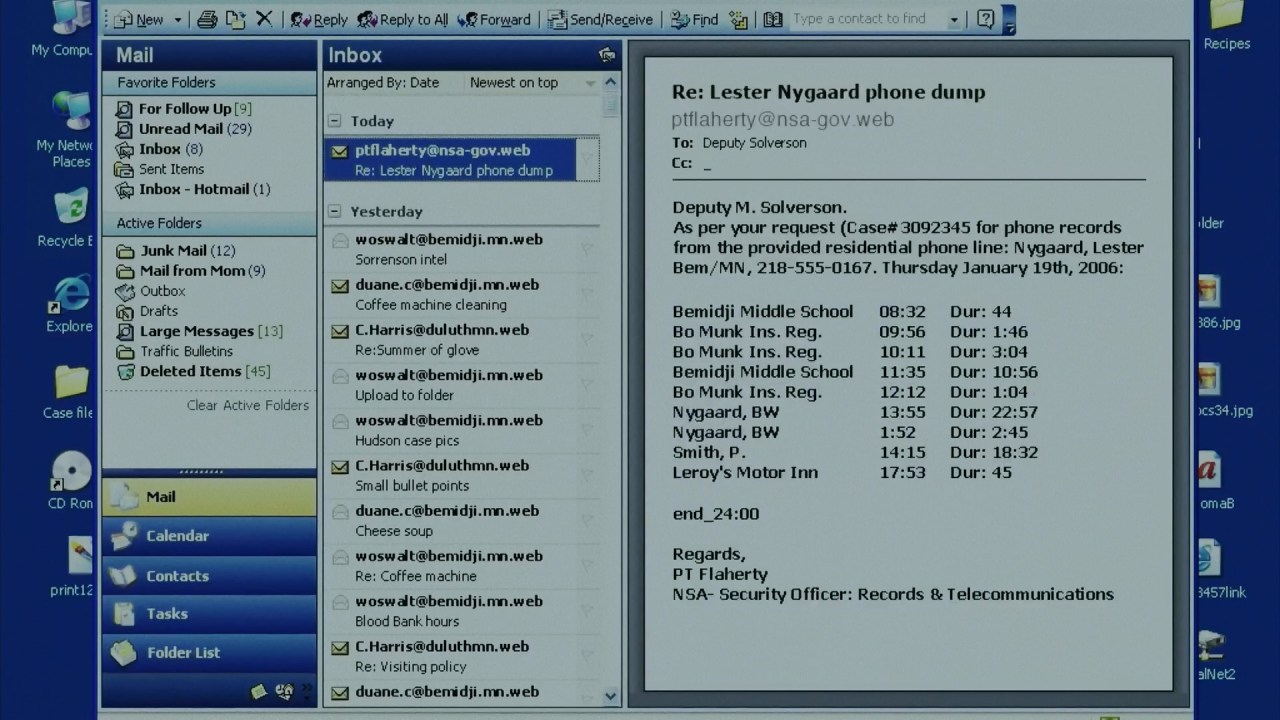 New
Reply
Reply to All
Forward
Send/Receive
Find
Type a contact to find
My Compu
My Netwo
Places
Recycle B
Explore
Case file
CD Rom
print12
Mail
Favorite Folders
For Follow Up [9]
Unread Mail (29)
Inbox (8)
Sent Items
Inbox - Hotmail (1)
Active Folders
Junk Mail (12)
Mail from Mom (9)
Outbox
Drafts
Large Messages [13]
Traffic Bulletins
Deleted Items [45]
Clear Active Folders
Mail
Calendar
Contacts
Tasks
Folder List
Inbox
Arranged By: Date Newest on top
Today
ptflaherty@nsa-gov.web
Re: Lester Nygaard phone dump
Yesterday
woswalt@bemidji.mn.web
Sorrenson intel
duane.c@bemidji.mn.web
Coffee machine cleaning
C.Harris@duluthmn.web
Re:Summer of glove
woswalt@bemidji.mn.web
Upload to folder
woswalt@bemidji.mn.web
Hudson case pics
C.Harris@duluthmn.web
Small bullet points
duane.c@bemidji.mn.web
Cheese soup
woswalt@bemidji.mn.web
Re: Coffee machine
woswalt@bemidji.mn.web
Blood Bank hours
C.Harris@duluthmn.web
Re: Visiting policy
duane.c@bemidji.mn.web
Re: Lester Nygaard phone dump
ptflaherty@nsa-gov.web
To: Deputy Solverson
Cc: _
Deputy M. Solverson.
As per your request (Case# 3092345 for phone records
from the provided residential phone line: Nygaard, Lester
Bem/MN, 218-555-0167. Thursday January 19th, 2006:
Bemidji Middle School 08:32 Dur: 44
Bo Munk Ins. Reg. 09:56 Dur: 1:46
Bo Munk Ins. Reg. 10:11 Dur: 3:04
Bemidji Middle School 11:35 Dur: 10:56
Bo Munk Ins. Reg. 12:12 Dur: 1:04
Nygaard, BW 13:55 Dur: 22:57
Nygaard, BW 1:52 Dur: 2:45
Smith, P. 14:15 Dur: 18:32
Leroy's Motor Inn 17:53 Dur: 45
end_24:00
Regards,
PT Flaherty
NSA- Security Officer: Records & Telecommunications
Recipes
lder
386.jpg
ocs34.jpg
omaB
3457link
alNet2